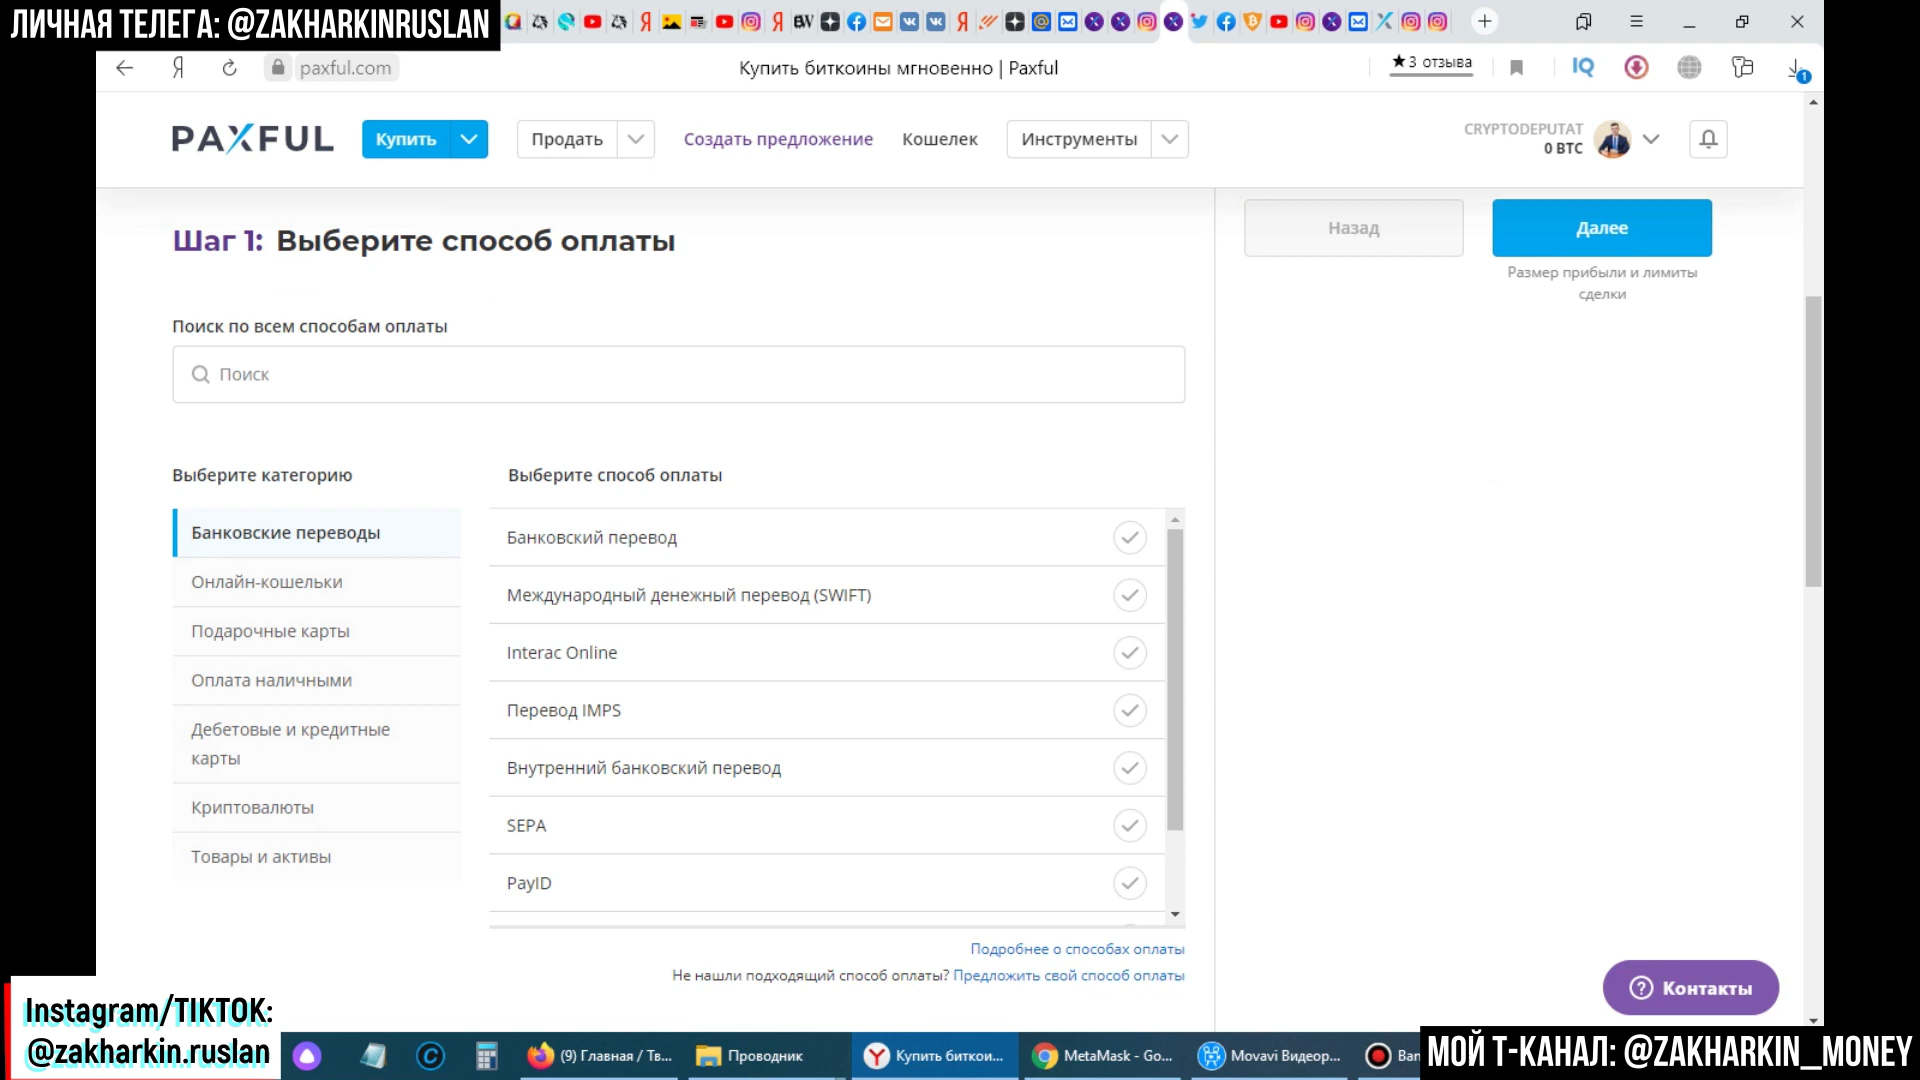 ЛИЧНАЯ ТЕЛЕГА: @ZAKHARKINRUSLAN
paxful.com
Купить биткоины мгновенно | Paxful
★3 отзыва
IQ
1
PAXFUL
Купить
Продать
Создать предложение
Кошелек
Инструменты
CRYPTODEPUTAT
0 BTC
Шаг 1: Выберите способ оплаты
Назад
Далее
Размер прибыли и лимиты
сделки
Поиск по всем способам оплаты
Поиск
Выберите категорию
Выберите способ оплаты
Банковские переводы
Онлайн-кошельки
Подарочные карты
Оплата наличными
Дебетовые и кредитные
карты
Криптовалюты
Товары и активы
Банковский перевод
Международный денежный перевод (SWIFT)
Interac Online
Перевод IMPS
Внутренний банковский перевод
SEPA
PayID
Подробнее о способах оплаты
Не нашли подходящий способ оплаты? Предложить свой способ оплаты
Контакты
Instagram/TIKTOK:
@zakharkin.ruslan
(9) Главная / Тв...
Проводник
Купить биткои...
MetaMask - Go...
Movavi Видеор...
Ban
МОЙ Т-КАНАЛ: @ZAKHARKIN_MONEY